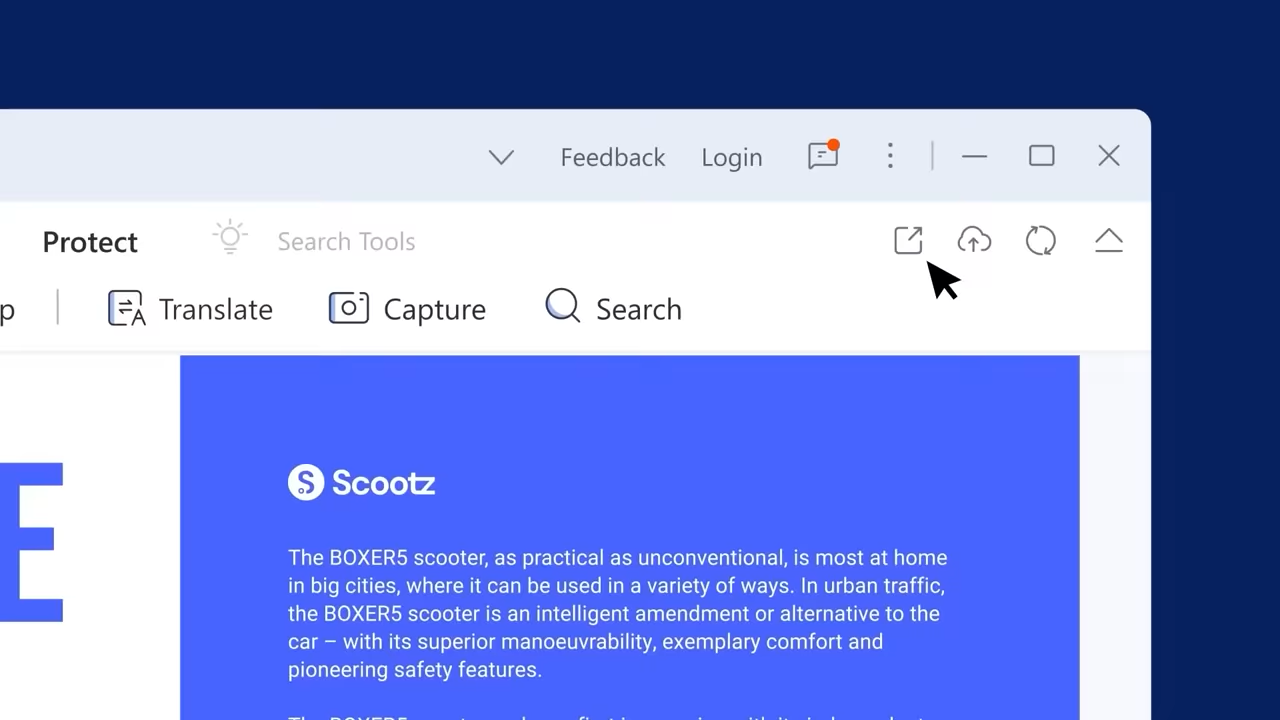 Feedback Login
Protect Search Tools
p Translate Capture Search
E
Scootz
The BOXER5 scooter, as practical as unconventional, is most at home
in big cities, where it can be used in a variety of ways. In urban traffic,
the BOXER5 scooter is an intelligent amendment or alternative to the
car – with its superior manoeuvrability, exemplary comfort and
pioneering safety features.